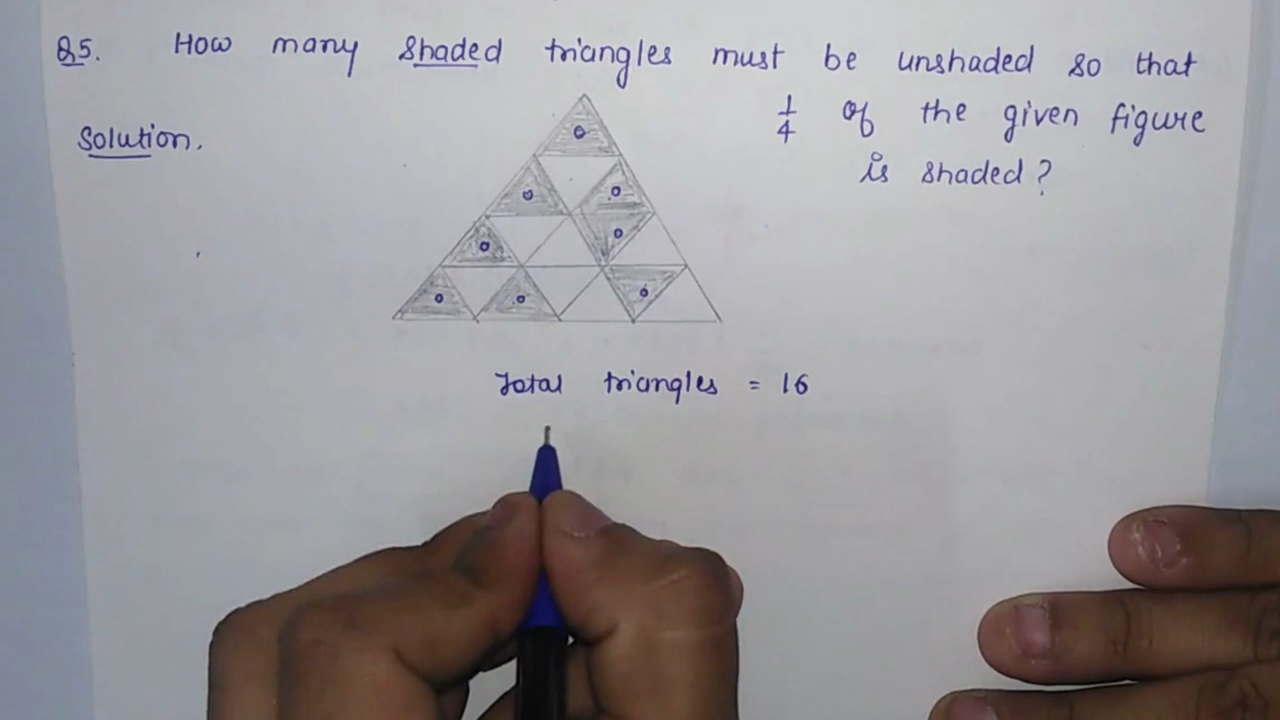 Q5. How many shaded triangles must be unshaded so that
1/4 of the given figure
Solution.
is shaded?
Total triangles = 16